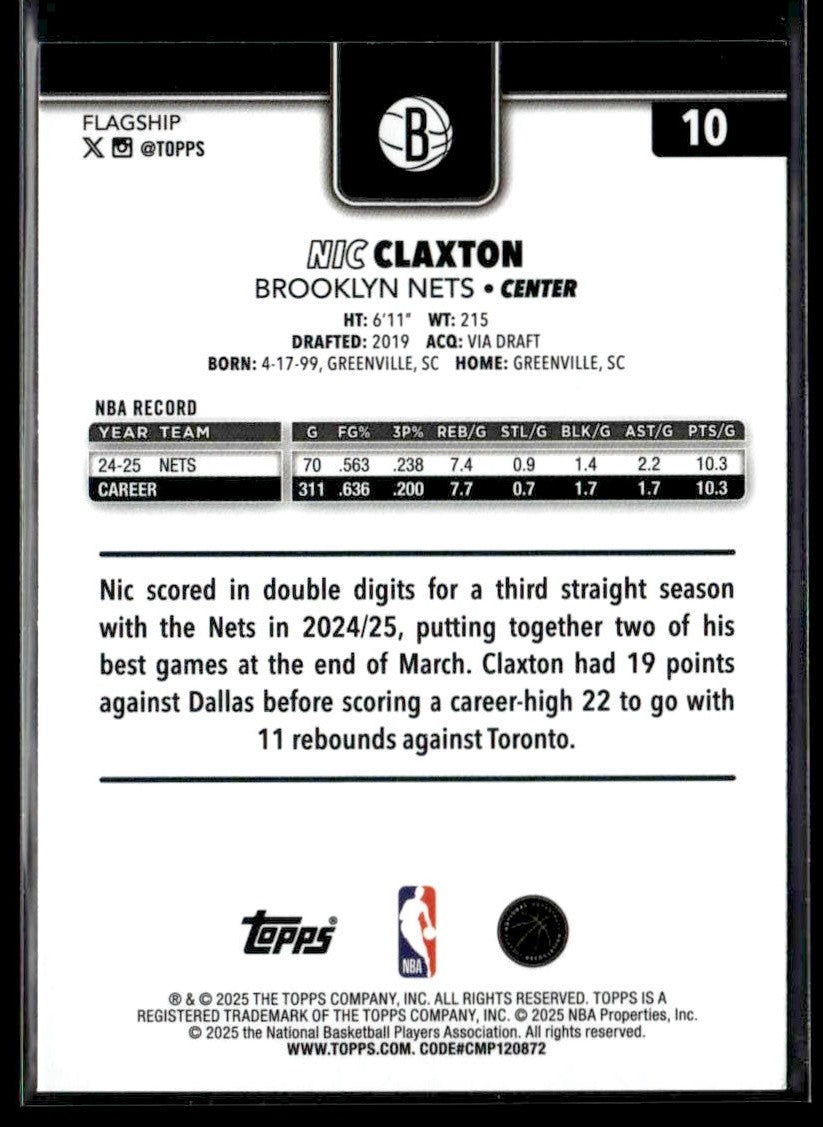 FLAGSHIP
@TOPPS
B
10
NIC CLAXTON
BROOKLYN NETS • CENTER
HT: 6'11" WT: 215
DRAFTED: 2019 ACQ: VIA DRAFT
BORN: 4-17-99, GREENVILLE, SC HOME: GREENVILLE, SC
NBA RECORD
YEAR TEAM G FG% 3P% REB/G STL/G BLK/G AST/G PTS/G
24-25 NETS 70 .563 .238 7.4 0.9 1.4 2.2 10.3
CAREER 311 .636 .200 7.7 0.7 1.7 1.7 10.3
Nic scored in double digits for a third straight season
with the Nets in 2024/25, putting together two of his
best games at the end of March. Claxton had 19 points
against Dallas before scoring a career-high 22 to go with
11 rebounds against Toronto.
Topps®
NBA
® & © 2025 THE TOPPS COMPANY, INC. ALL RIGHTS RESERVED. TOPPS IS A
REGISTERED TRADEMARK OF THE TOPPS COMPANY, INC. © 2025 NBA Properties, Inc.
© 2025 the National Basketball Players Association. All rights reserved.
WWW.TOPPS.COM. CODE#CMP120872